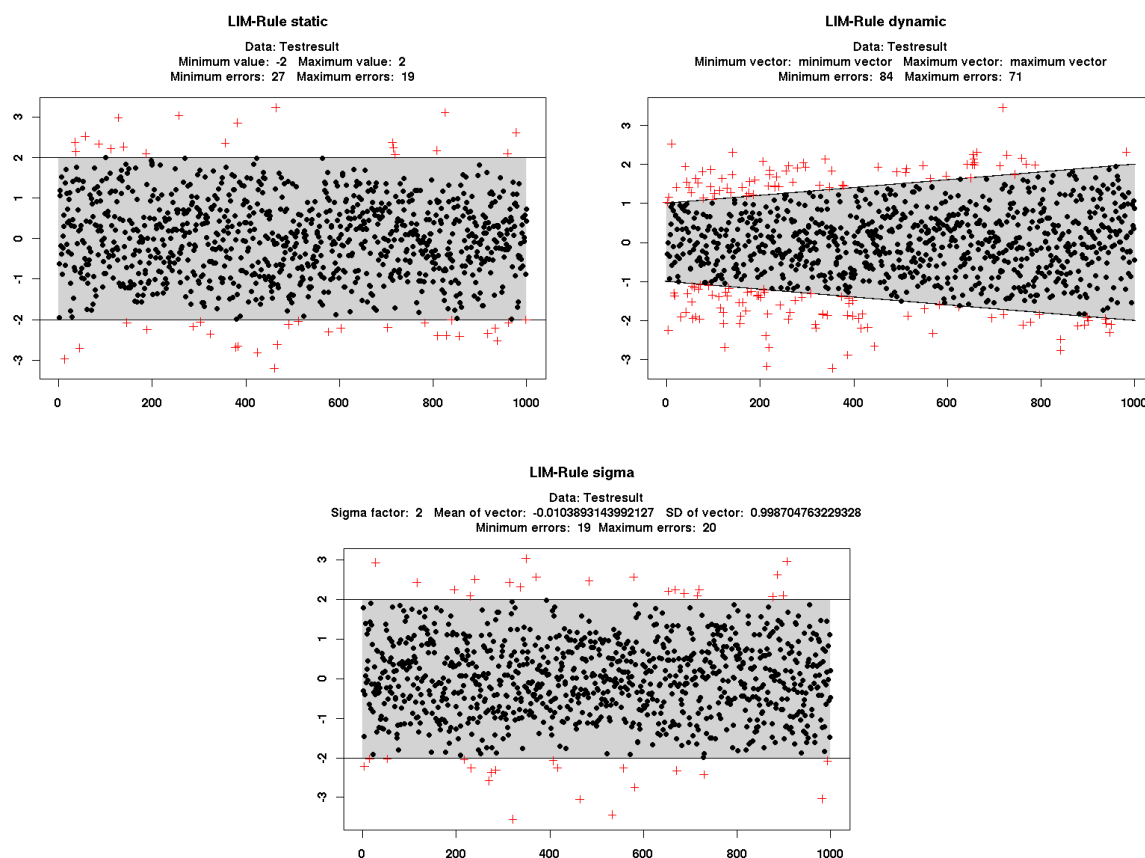 LIM-Rule static
Data: Testresult
Minimum value: -2 Maximum value: 2
Minimum errors: 27 Maximum errors: 19
3
2
1
0
-1
-2
-3
0 200 400 600 800 1000
LIM-Rule dynamic
Data: Testresult
Minimum vector: minimum vector Maximum vector: maximum vector
Minimum errors: 84 Maximum errors: 71
3
2
1
0
-1
-2
-3
0 200 400 600 800 1000
LIM-Rule sigma
Data: Testresult
Sigma factor: 2 Mean of vector: -0.0103893143992127 SD of vector: 0.998704763229328
Minimum errors: 19 Maximum errors: 20
3
2
1
0
-1
-2
-3
0 200 400 600 800 1000